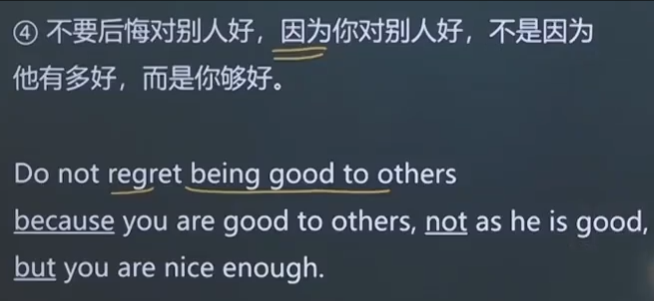 ④ 不要后悔对别人好，因为你对别人好，不是因为
他有多好，而是你够好。
Do not regret being good to others
because you are good to others, not as he is good,
but you are nice enough.